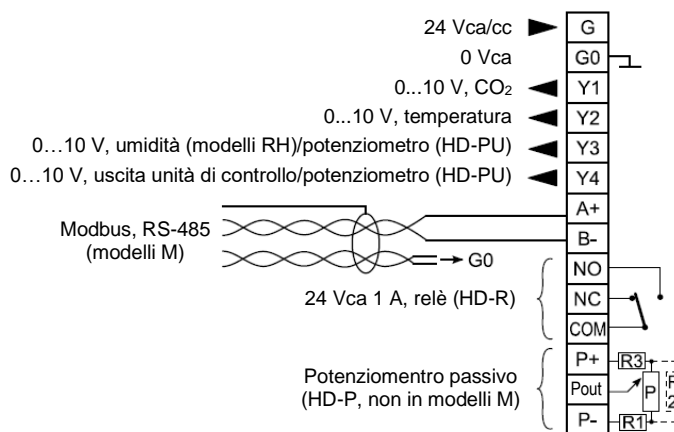 24 Vca/cc G
0 Vca G0
0...10 V, CO2 Y1
0...10 V, temperatura Y2
0…10 V, umidità (modelli RH)/potenziometro (HD-PU) Y3
0…10 V, uscita unità di controllo/potenziometro (HD-PU) Y4
A+
Modbus, RS-485
(modelli M)
B-
G0
NO
24 Vca 1 A, relè (HD-R) NC
COM
P+ R3
Potenziomentro passivo
(HD-P, non in modelli M)
Pout P
P- R1